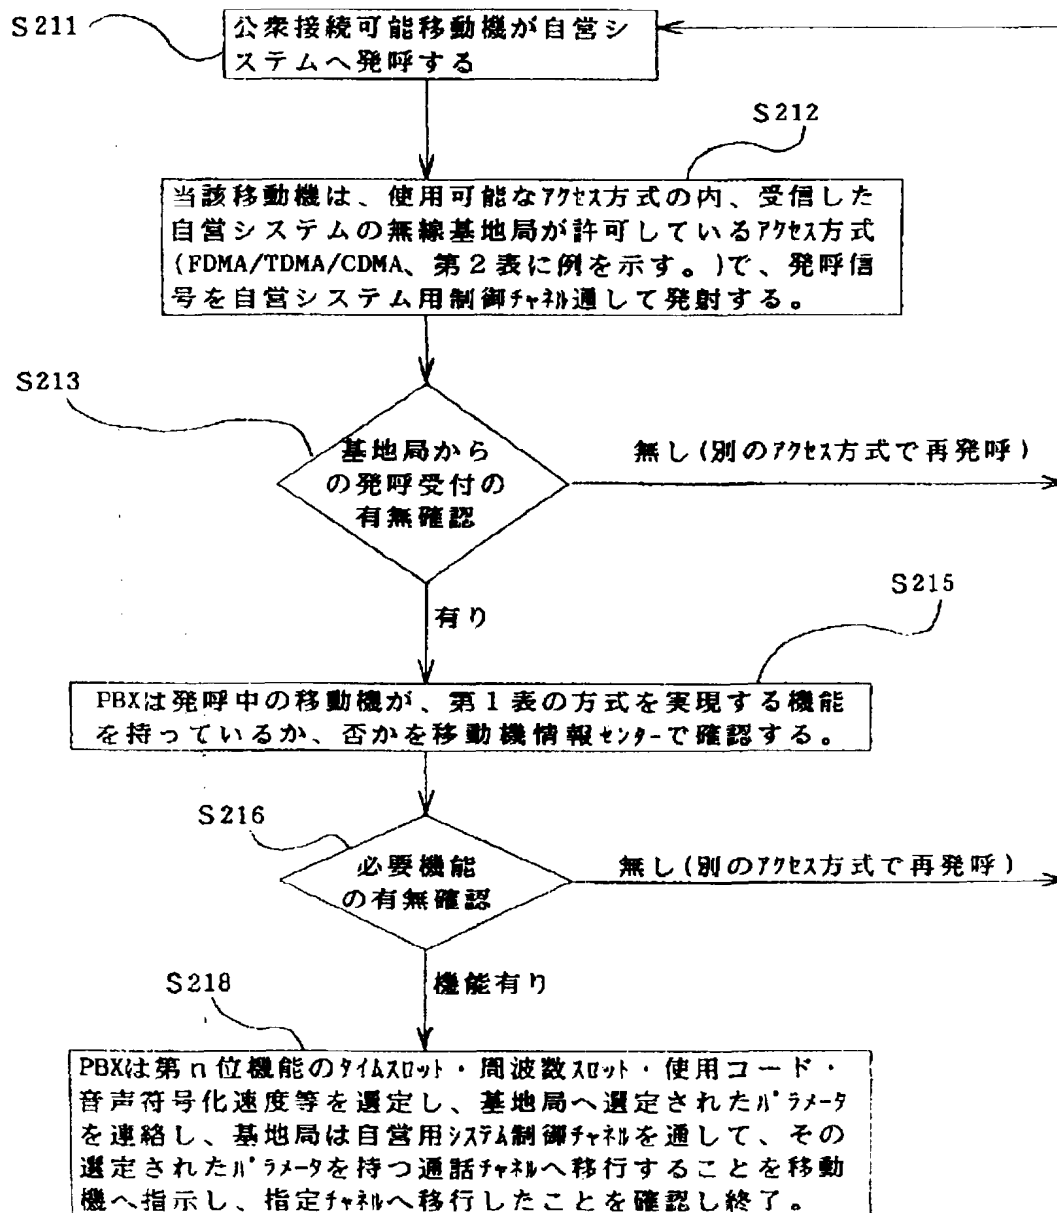 S211
公衆接続可能移動機が自営シ
ステムへ発呼する
S212
当該移動機は、使用可能なアクセス方式の内、受信した
自営システムの無線基地局が許可しているアクセス方式
(FDMA/TDMA/CDMA、第2表に例を示す。)で、発呼信
号を自営システム用制御チャネル通して発射する。
S213
基地局から
の発呼受付の
有無確認
無し(別のアクセス方式で再発呼)
有り
S215
PBXは発呼中の移動機が、第1表の方式を実現する機能
を持っているか、否かを移動機情報センターで確認する。
S216
必要機能
の有無確認
無し(別のアクセス方式で再発呼)
機能有り
S218
PBXは第n位機能のタイムスロット・周波数スロット・使用コード・
音声符号化速度等を選定し、基地局へ選定されたパラメータ
を連絡し、基地局は自営用システム制御チャネルを通して、その
選定されたパラメータを持つ通話チャネルへ移行することを移動
機へ指示し、指定チャネルへ移行したことを確認し終了。